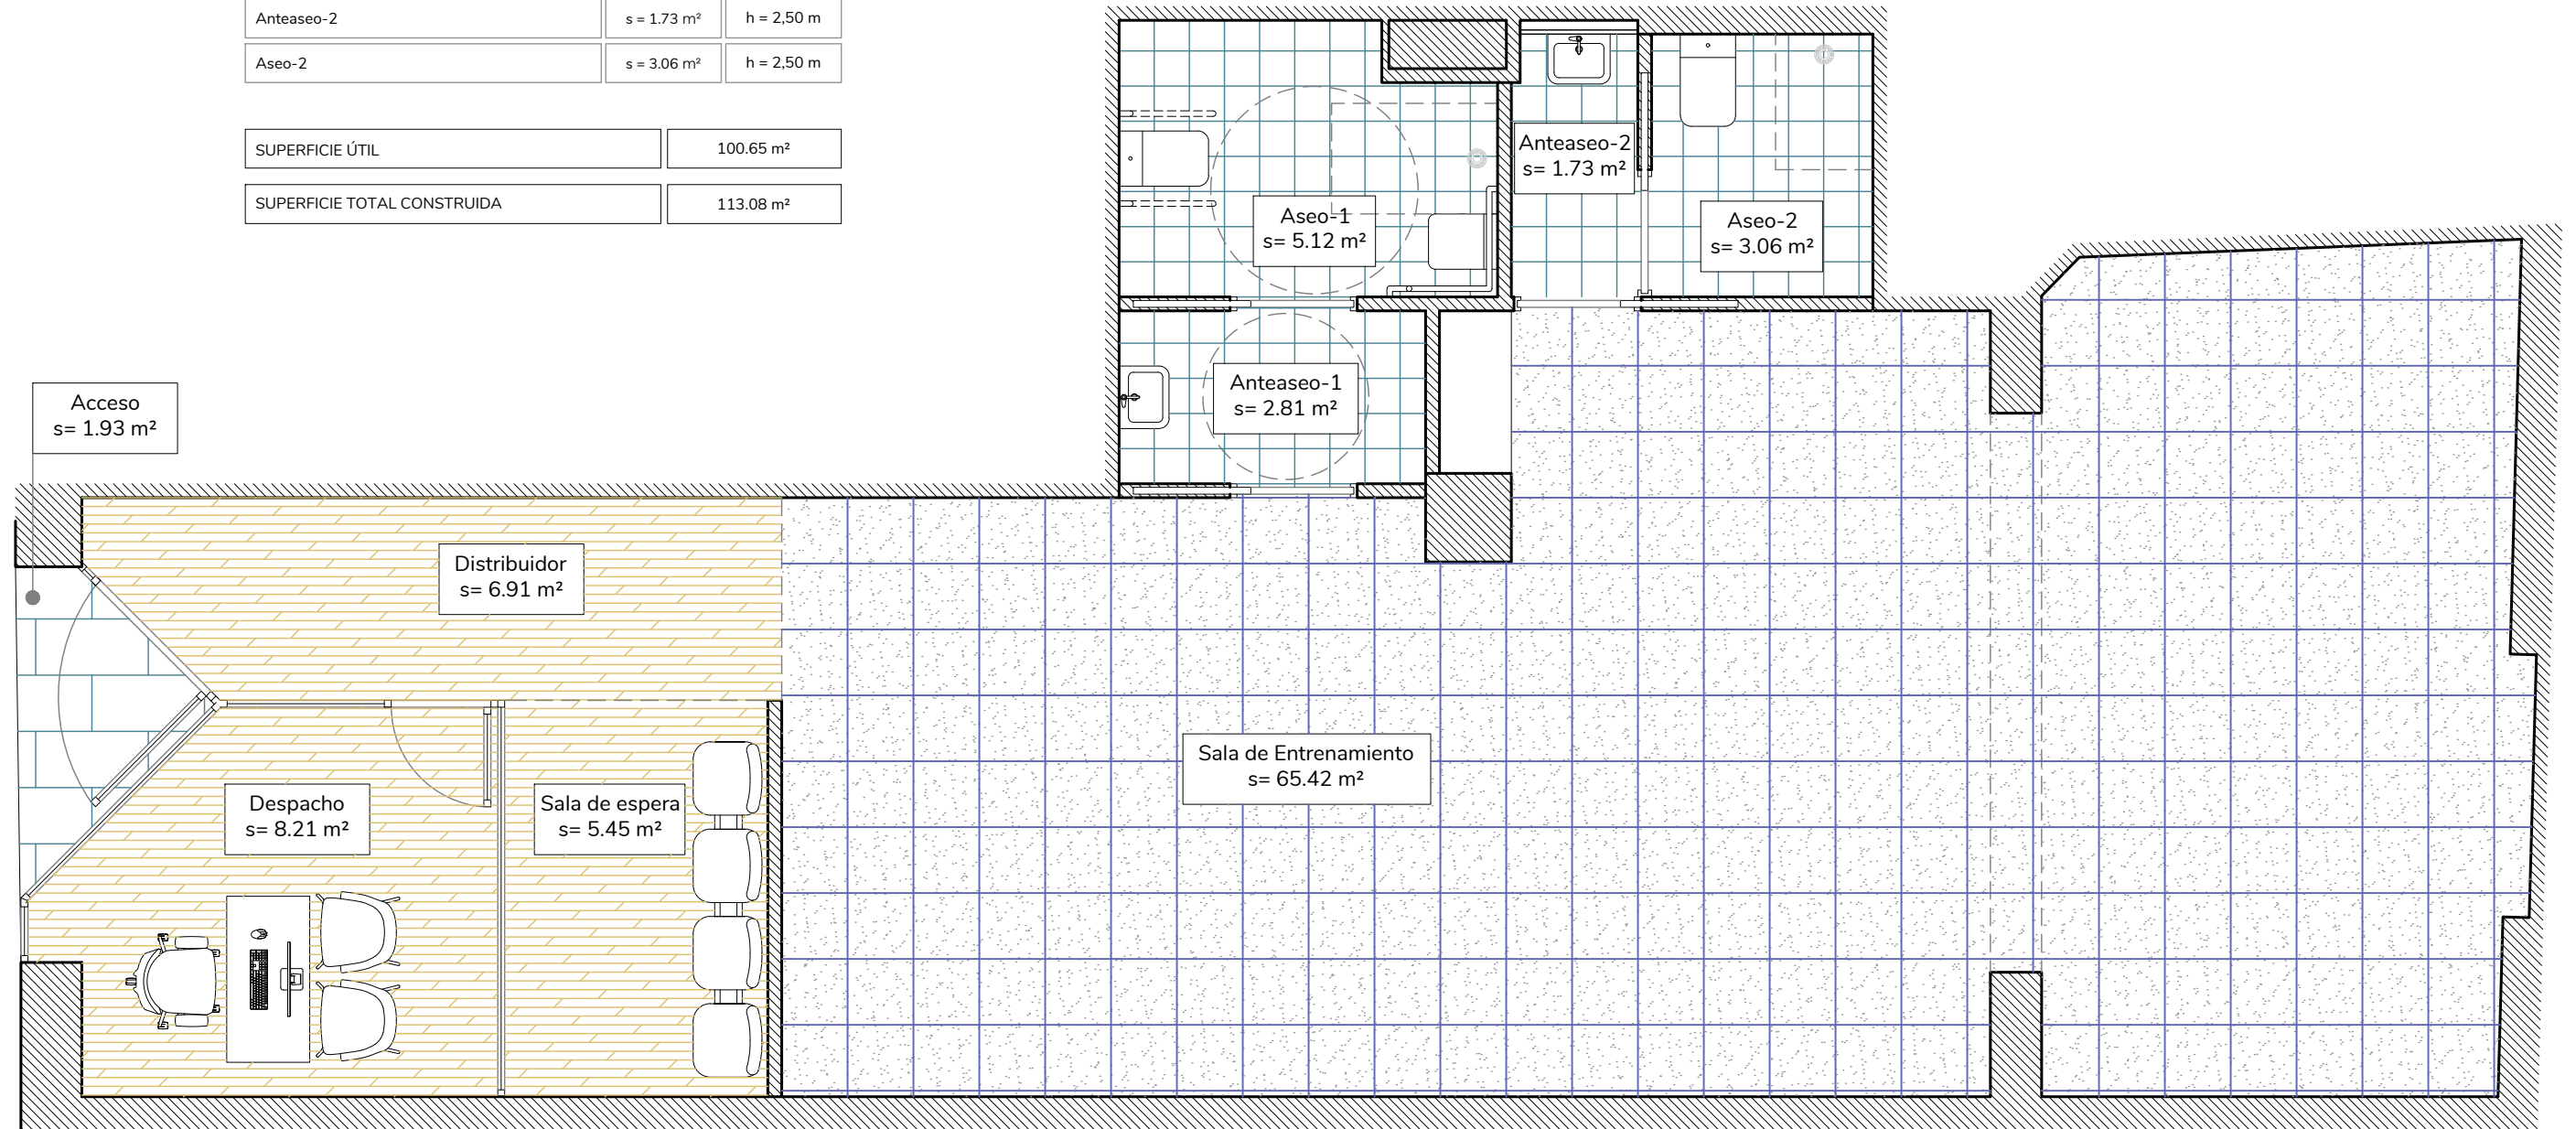 Anteaseo-2 s = 1.73 m² h = 2,50 m
Aseo-2 s = 3.06 m² h = 2,50 m
SUPERFICIE ÚTIL 100.65 m²
SUPERFICIE TOTAL CONSTRUIDA 113.08 m²
Anteaseo-2
s= 1.73 m²
Aseo-1
s= 5.12 m²
Aseo-2
s= 3.06 m²
Anteaseo-1
s= 2.81 m²
Acceso
s= 1.93 m²
Distribuidor
s= 6.91 m²
Sala de Entrenamiento
s= 65.42 m²
Despacho
s= 8.21 m²
Sala de espera
s= 5.45 m²